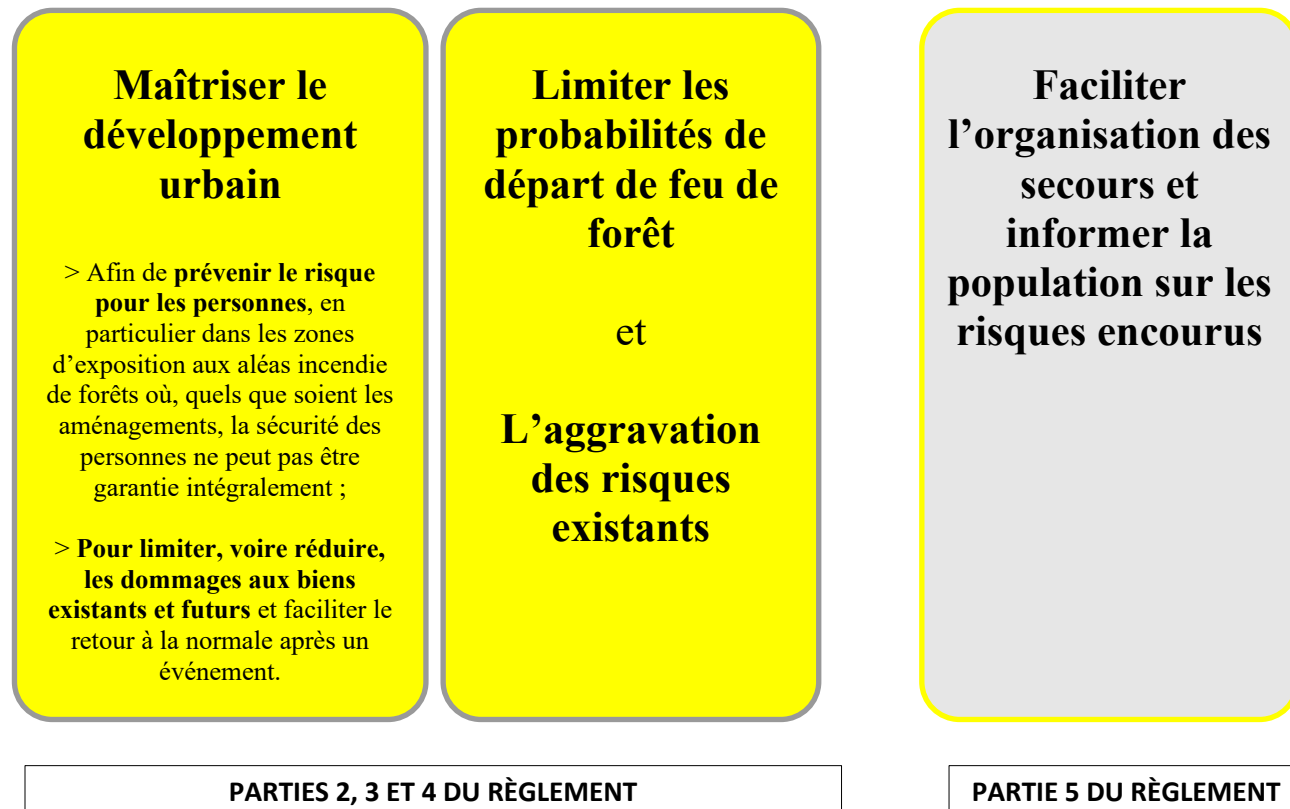 Maîtriser le
développement
urbain
> Afin de prévenir le risque
pour les personnes, en
particulier dans les zones
d’exposition aux aléas incendie
de forêts où, quels que soient les
aménagements, la sécurité des
personnes ne peut pas être
garantie intégralement ;
> Pour limiter, voire réduire,
les dommages aux biens
existants et futurs et faciliter le
retour à la normale après un
événement.
Limiter les
probabilités de
départ de feu de
forêt
et
L’aggravation
des risques
existants
Faciliter
l’organisation des
secours et
informer la
population sur les
risques encourus
PARTIES 2, 3 ET 4 DU RÈGLEMENT
PARTIE 5 DU RÈGLEMENT